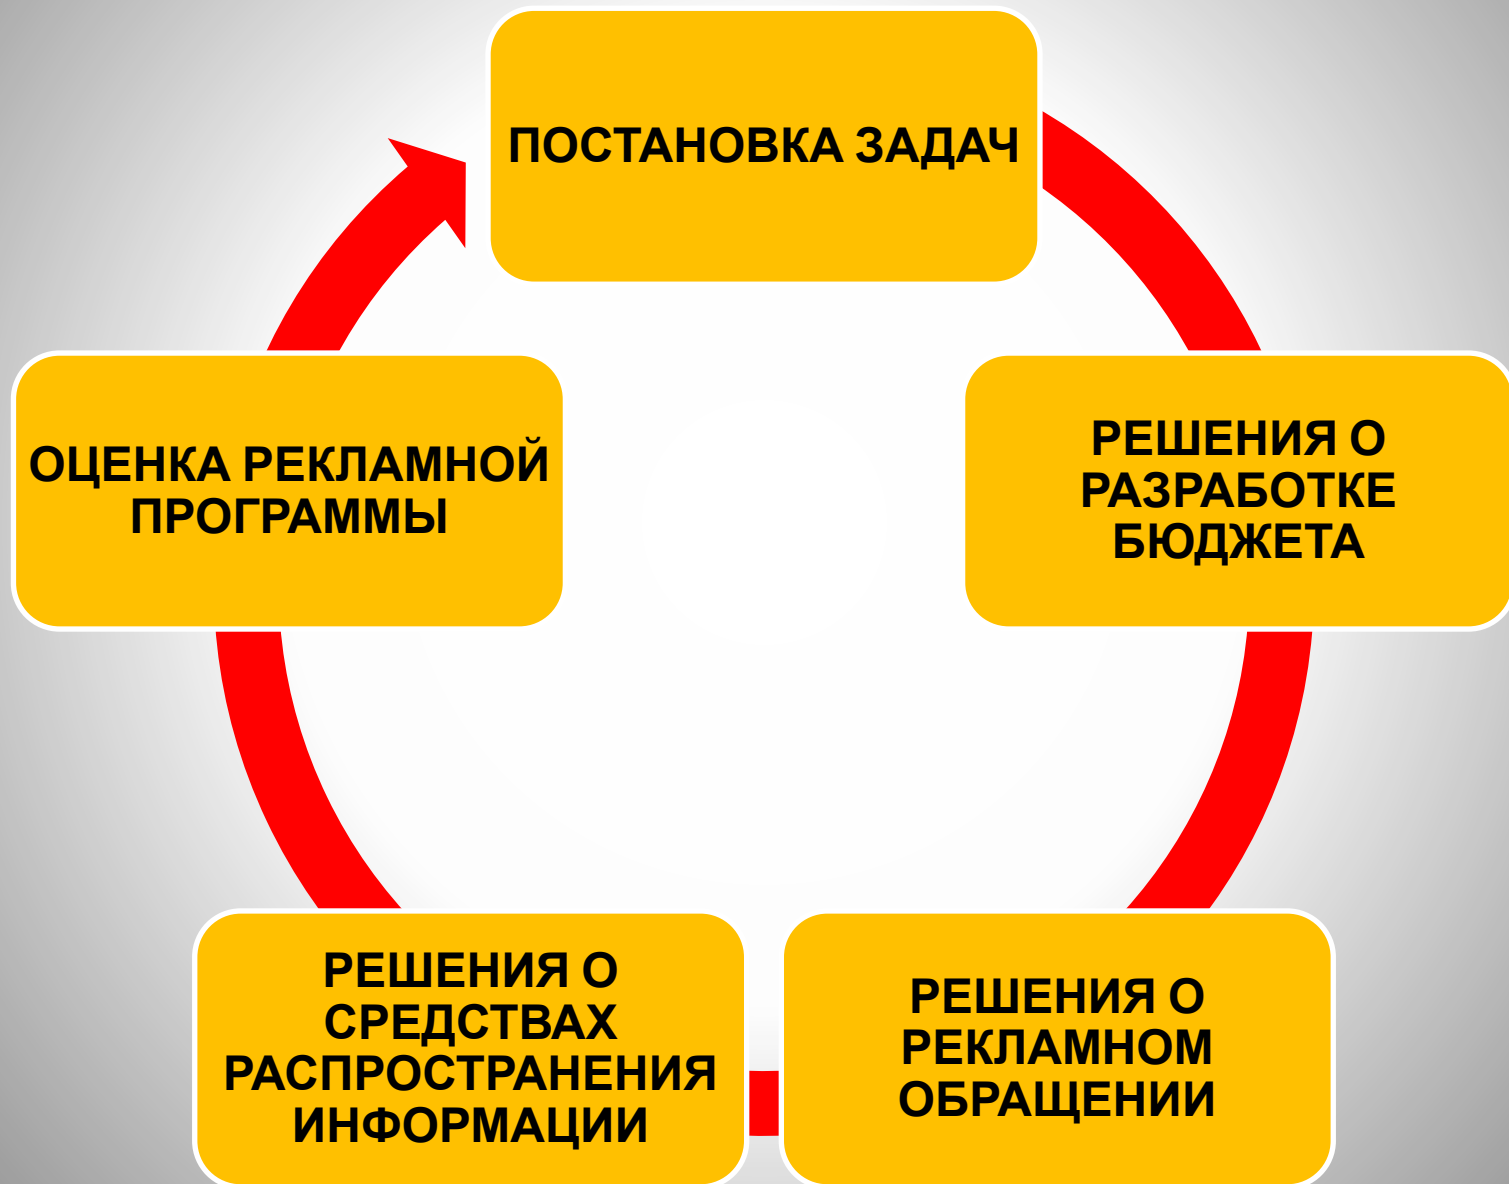 ПОСТАНОВКА ЗАДАЧ
РЕШЕНИЯ О
РАЗРАБОТКЕ
БЮДЖЕТА
РЕШЕНИЯ О
РЕКЛАМНОМ
ОБРАЩЕНИИ
РЕШЕНИЯ О
СРЕДСТВАХ
РАСПРОСТРАНЕНИЯ
ИНФОРМАЦИИ
ОЦЕНКА РЕКЛАМНОЙ
ПРОГРАММЫ